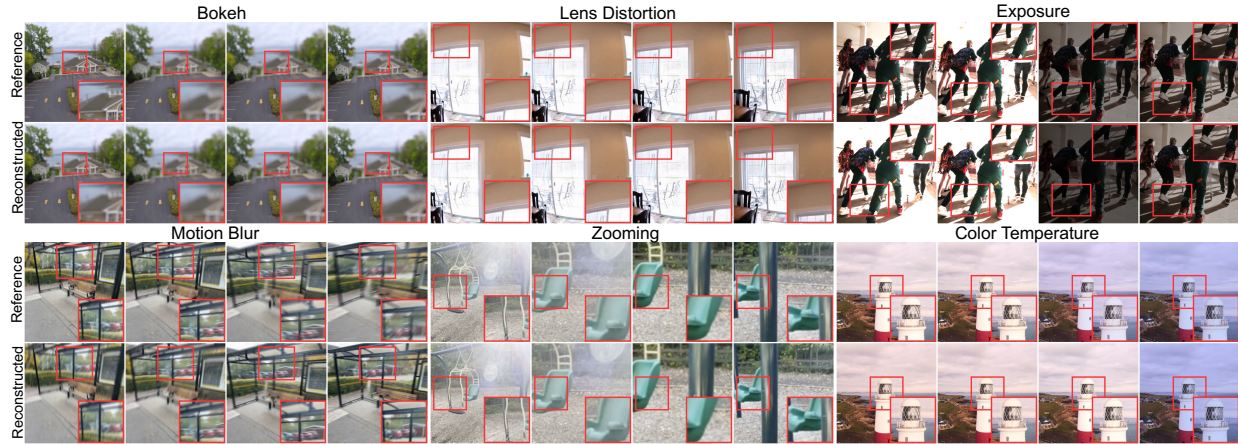 Bokeh
Lens Distortion
Exposure
Reference
Reconstructed
Motion Blur
Zooming
Color Temperature
Reference
Reconstructed